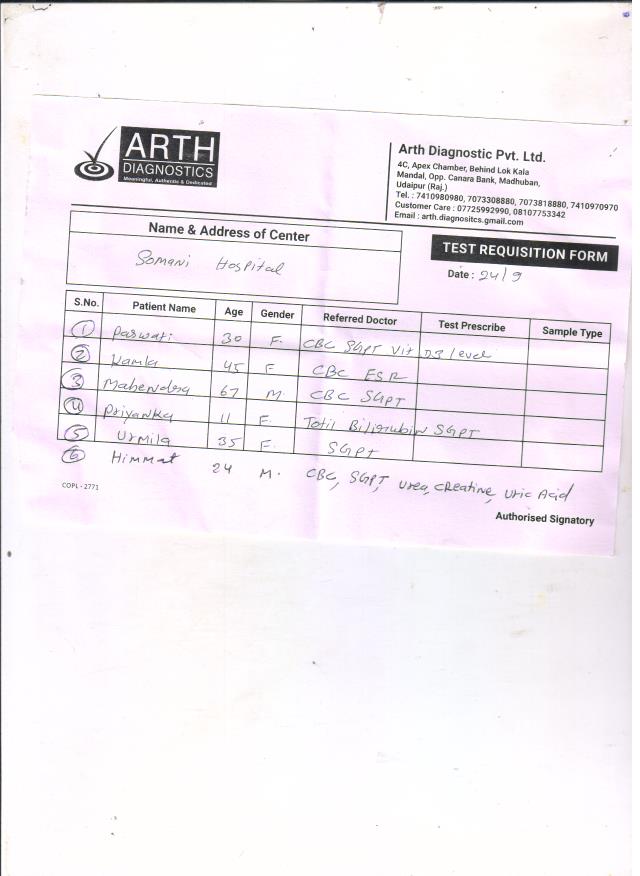 ARTH
DIAGNOSTICS
Meaningful, Authentic & Dedicated
Arth Diagnostic Pvt. Ltd.
4C, Apex Chamber, Behind Lok Kala
Mandal, Opp. Canara Bank, Madhuban,
Udaipur (Raj.)
Tel. : 7410980980, 7073308880, 7073818880, 7410970970
Customer Care : 07725992990, 08107753342
Email : arth.diagnositcs.gmail.com
Name & Address of Center
Somani Hospital
TEST REQUISITION FORM
Date : 24/9
S.No. Patient Name Age Gender Referred Doctor Test Prescribe Sample Type
1 Parwati 30 F. CBC SGPT Vit D3 level
2 Kamla 45 F CBC ESR
3 Mahendra 67 M. CBC SGPT
4 Priyanka 11 F. Totil Bilirubin SGPT
5 Urmila 35 F. SGPT
6 Himmat 24 M. CBC, SGPT, Urea, Creatine, Uric Acid
COPL - 2771
Authorised Signatory